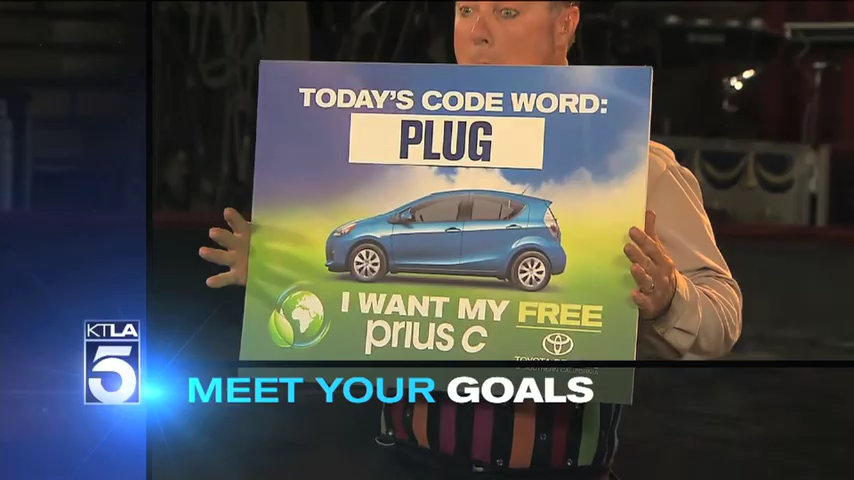 TODAY'S CODE WORD:
PLUG
I WANT MY FREE
prius c
KTLA
5
MEET YOUR GOALS